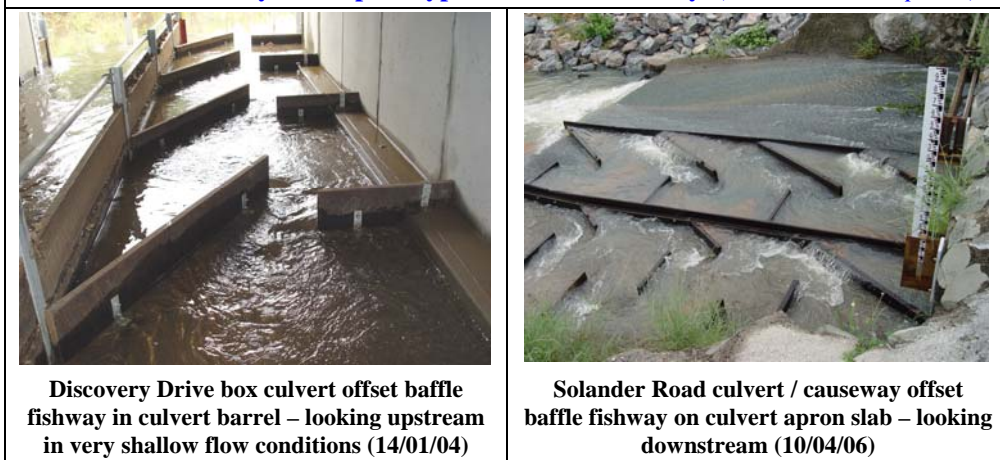 Discovery Drive box culvert offset baffle
fishway in culvert barrel – looking upstream
in very shallow flow conditions (14/01/04)
Solander Road culvert / causeway offset
baffle fishway on culvert apron slab – looking
downstream (10/04/06)